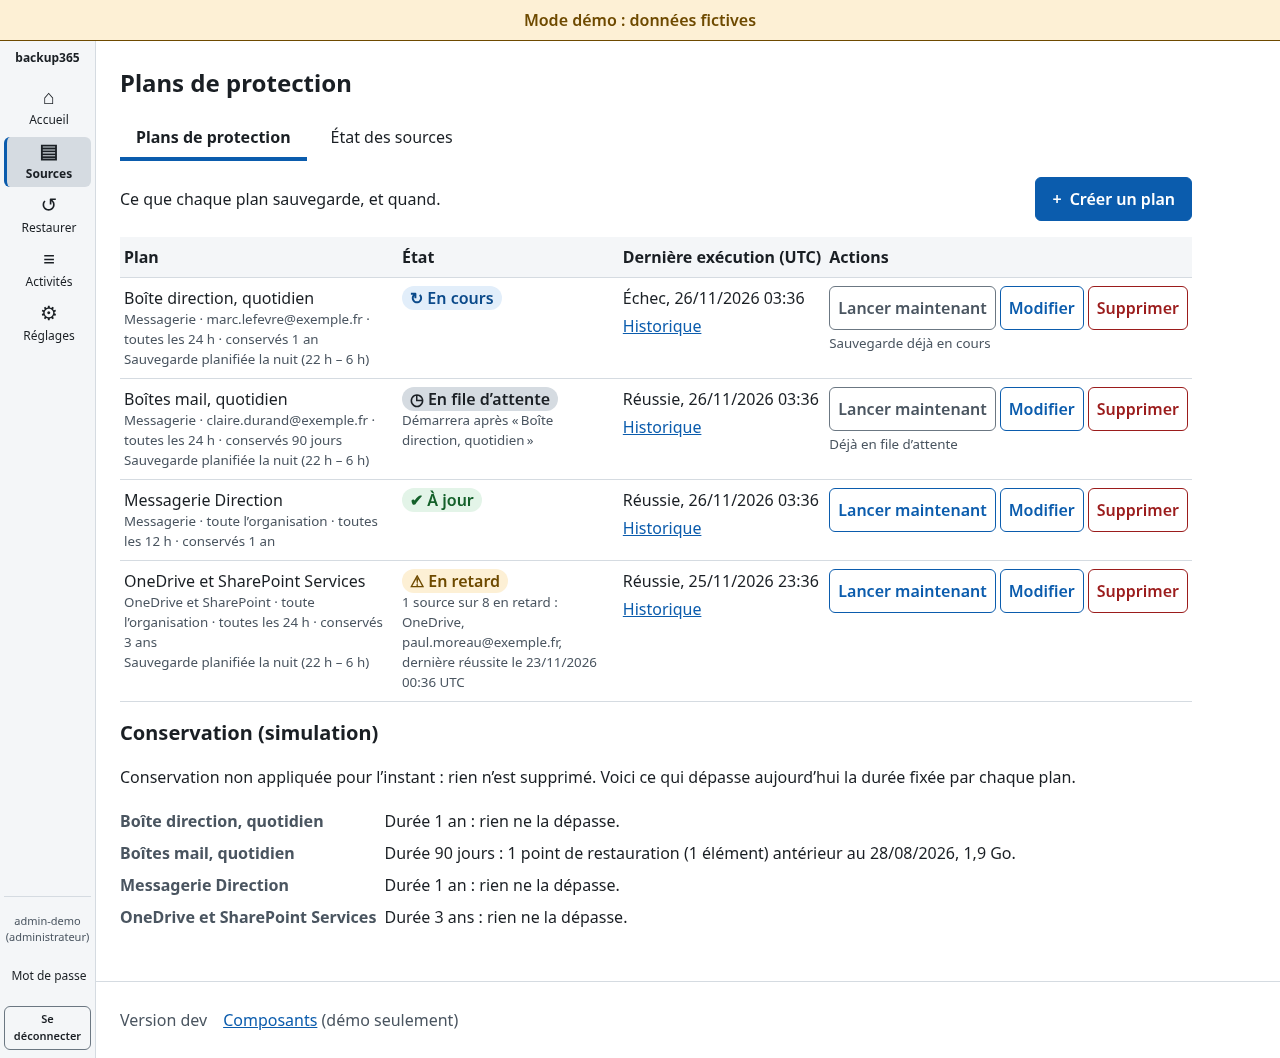 Mode démo : données fictives
backup365
Accueil
Sources
Restaurer
Activités
Réglages
admin-demo
(administrateur)
Mot de passe
Se
déconnecter
Plans de protection
Plans de protection
État des sources
Ce que chaque plan sauvegarde, et quand.
+ Créer un plan
Plan
État
Dernière exécution (UTC)
Actions
Boîte direction, quotidien
Messagerie · marc.lefevre@exemple.fr ·
toutes les 24 h · conservés 1 an
Sauvegarde planifiée la nuit (22 h – 6 h)
↻ En cours
Échec, 26/11/2026 03:36
Historique
Lancer maintenant
Modifier
Supprimer
Sauvegarde déjà en cours
Boîtes mail, quotidien
Messagerie · claire.durand@exemple.fr ·
toutes les 24 h · conservés 90 jours
Sauvegarde planifiée la nuit (22 h – 6 h)
◷ En file d’attente
Démarrera après « Boîte
direction, quotidien »
Réussie, 26/11/2026 03:36
Historique
Lancer maintenant
Modifier
Supprimer
Déjà en file d’attente
Messagerie Direction
Messagerie · toute l’organisation · toutes
les 12 h · conservés 1 an
✔ À jour
Réussie, 26/11/2026 03:36
Historique
Lancer maintenant
Modifier
Supprimer
OneDrive et SharePoint Services
OneDrive et SharePoint · toute
l’organisation · toutes les 24 h · conservés
3 ans
Sauvegarde planifiée la nuit (22 h – 6 h)
⚠ En retard
1 source sur 8 en retard :
OneDrive,
paul.moreau@exemple.fr,
dernière réussite le 23/11/2026
00:36 UTC
Réussie, 25/11/2026 23:36
Historique
Lancer maintenant
Modifier
Supprimer
Conservation (simulation)
Conservation non appliquée pour l’instant : rien n’est supprimé. Voici ce qui dépasse aujourd’hui la durée fixée par chaque plan.
Boîte direction, quotidien
Durée 1 an : rien ne la dépasse.
Boîtes mail, quotidien
Durée 90 jours : 1 point de restauration (1 élément) antérieur au 28/08/2026, 1,9 Go.
Messagerie Direction
Durée 1 an : rien ne la dépasse.
OneDrive et SharePoint Services
Durée 3 ans : rien ne la dépasse.
Version dev
Composants (démo seulement)